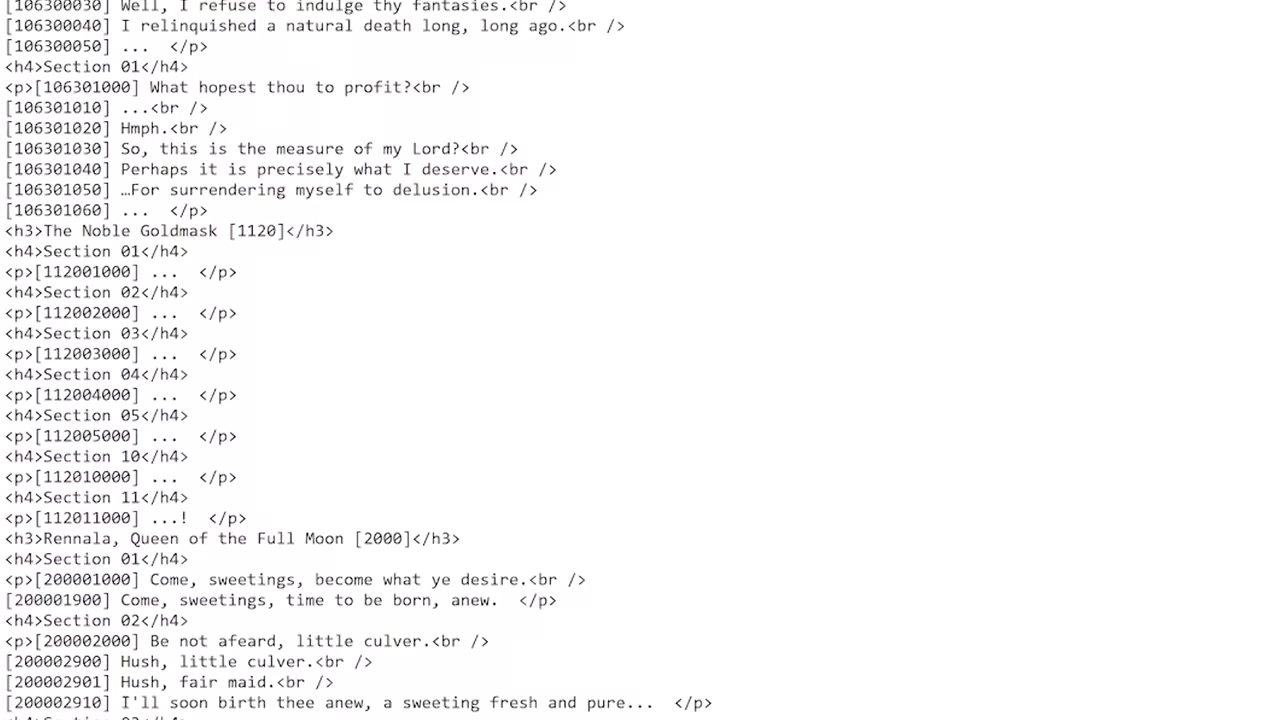 [106300030] Well, I refuse to indulge thy fantasies.<br />
[106300040] I relinquished a natural death long, long ago.<br />
[106300050] ...  </p>
<h4>Section 01</h4>
<p>[106301000] What hopest thou to profit?<br />
[106301010] ...<br />
[106301020] Hmph.<br />
[106301030] So, this is the measure of my Lord?<br />
[106301040] Perhaps it is precisely what I deserve.<br />
[106301050] …For surrendering myself to delusion.<br />
[106301060] ...  </p>
<h3>The Noble Goldmask [1120]</h3>
<h4>Section 01</h4>
<p>[112001000] ...  </p>
<h4>Section 02</h4>
<p>[112002000] ...  </p>
<h4>Section 03</h4>
<p>[112003000] ...  </p>
<h4>Section 04</h4>
<p>[112004000] ...  </p>
<h4>Section 05</h4>
<p>[112005000] ...  </p>
<h4>Section 10</h4>
<p>[112010000] ...  </p>
<h4>Section 11</h4>
<p>[112011000] ...!  </p>
<h3>Rennala, Queen of the Full Moon [2000]</h3>
<h4>Section 01</h4>
<p>[200001000] Come, sweetings, become what ye desire.<br />
[200001900] Come, sweetings, time to be born, anew.  </p>
<h4>Section 02</h4>
<p>[200002000] Be not afeard, little culver.<br />
[200002900] Hush, little culver.<br />
[200002901] Hush, fair maid.<br />
[200002910] I'll soon birth thee anew, a sweeting fresh and pure...  </p>